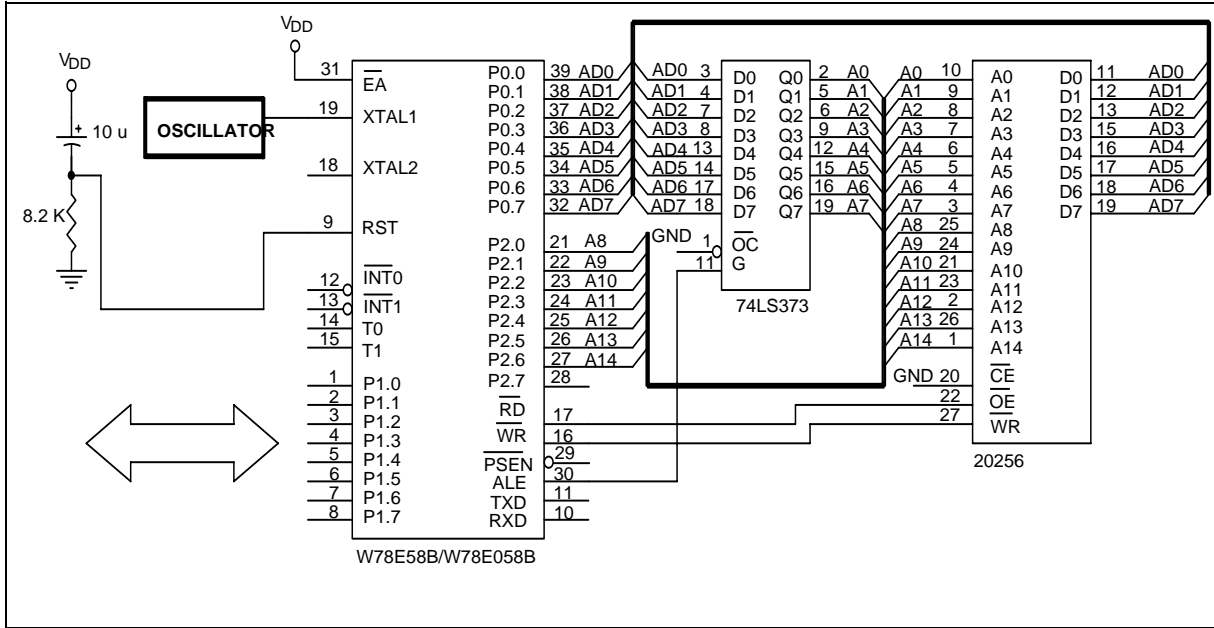 VDD
10 u
8.2 K
OSCILLATOR
VDD
31 EA
19 XTAL1
18 XTAL2
9 RST
12 INT0
13 INT1
14 T0
15 T1
1 P1.0
2 P1.1
3 P1.2
4 P1.3
5 P1.4
6 P1.5
7 P1.6
8 P1.7
P0.0 39 AD0
P0.1 38 AD1
P0.2 37 AD2
P0.3 36 AD3
P0.4 35 AD4
P0.5 34 AD5
P0.6 33 AD6
P0.7 32 AD7
P2.0 21 A8
P2.1 22 A9
P2.2 23 A10
P2.3 24 A11
P2.4 25 A12
P2.5 26 A13
P2.6 27 A14
P2.7 28
RD 17
WR 16
PSEN 29
ALE 30
TXD 11
RXD 10
W78E58B/W78E058B
AD0 3 D0 Q0 2 A0
AD1 4 D1 Q1 5 A1
AD2 7 D2 Q2 6 A2
AD3 8 D3 Q3 9 A3
AD4 13 D4 Q4 12 A4
AD5 14 D5 Q5 15 A5
AD6 17 D6 Q6 16 A6
AD7 18 D7 Q7 19 A7
GND 1 OC
11 G
74LS373
A0 10 A0 D0 11 AD0
A1 9 A1 D1 12 AD1
A2 8 A2 D2 13 AD2
A3 7 A3 D3 15 AD3
A4 6 A4 D4 16 AD4
A5 5 A5 D5 17 AD5
A6 4 A6 D6 18 AD6
A7 3 A7 D7 19 AD7
A8 25 A8
A9 24 A9
A10 21 A10
A11 23 A11
A12 2 A12
A13 26 A13
A14 1 A14
GND 20 CE
22 OE
27 WR
20256